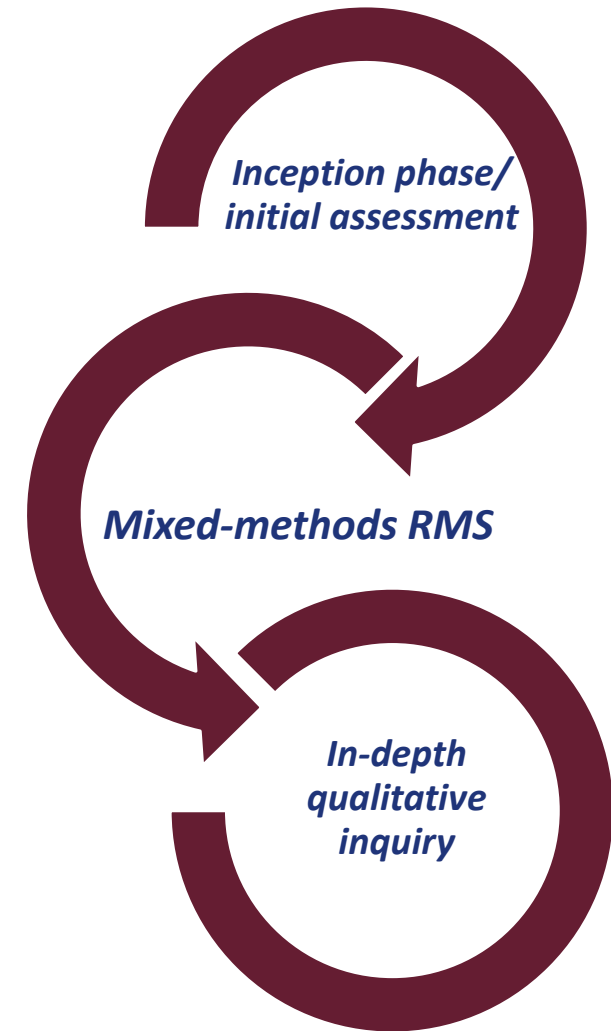 Inception phase/
initial assessment
Mixed-methods RMS
In-depth
qualitative
inquiry